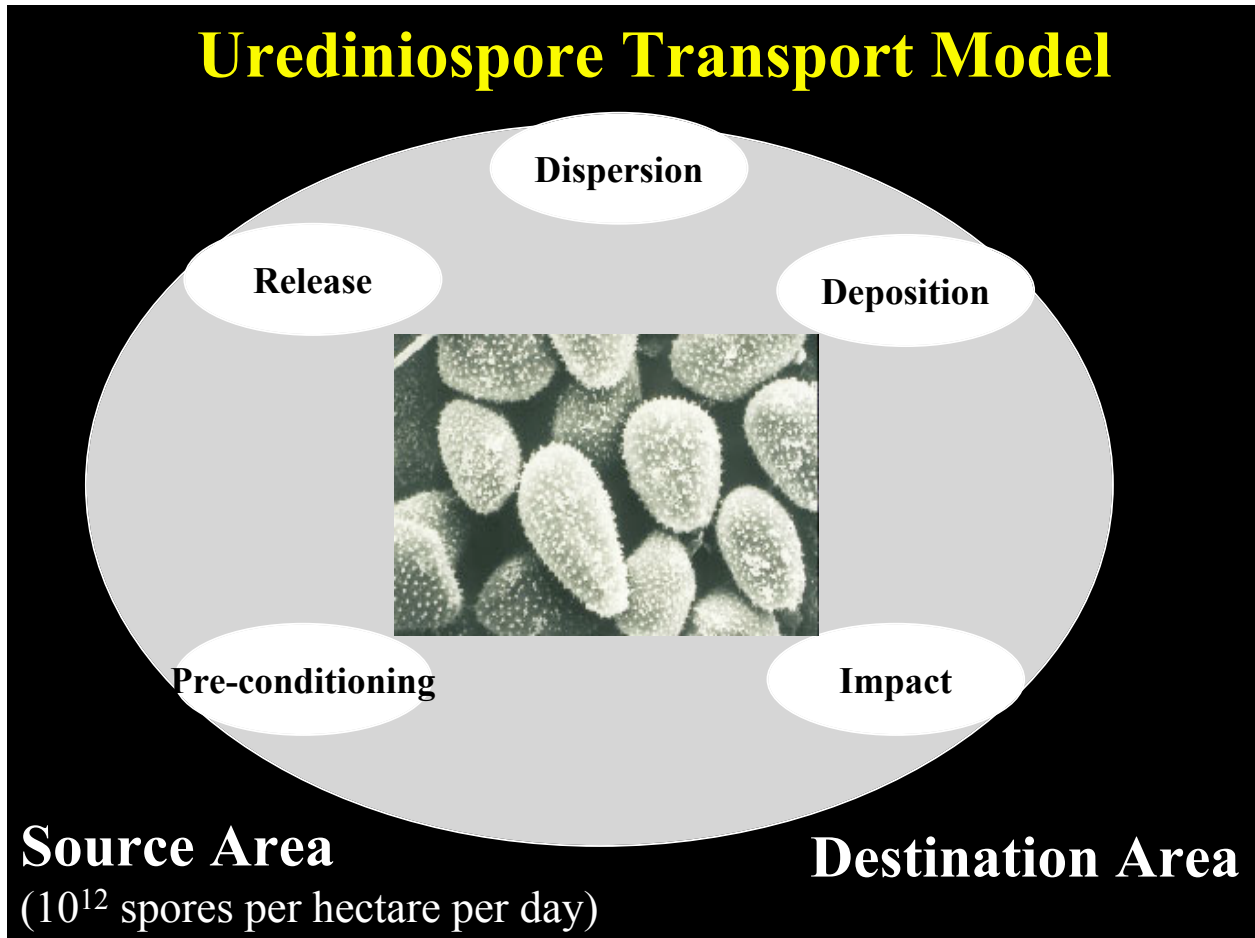 Urediniospore Transport Model
Dispersion
Release
Deposition
Pre-conditioning
Impact
Source Area
(10¹² spores per hectare per day)
Destination Area